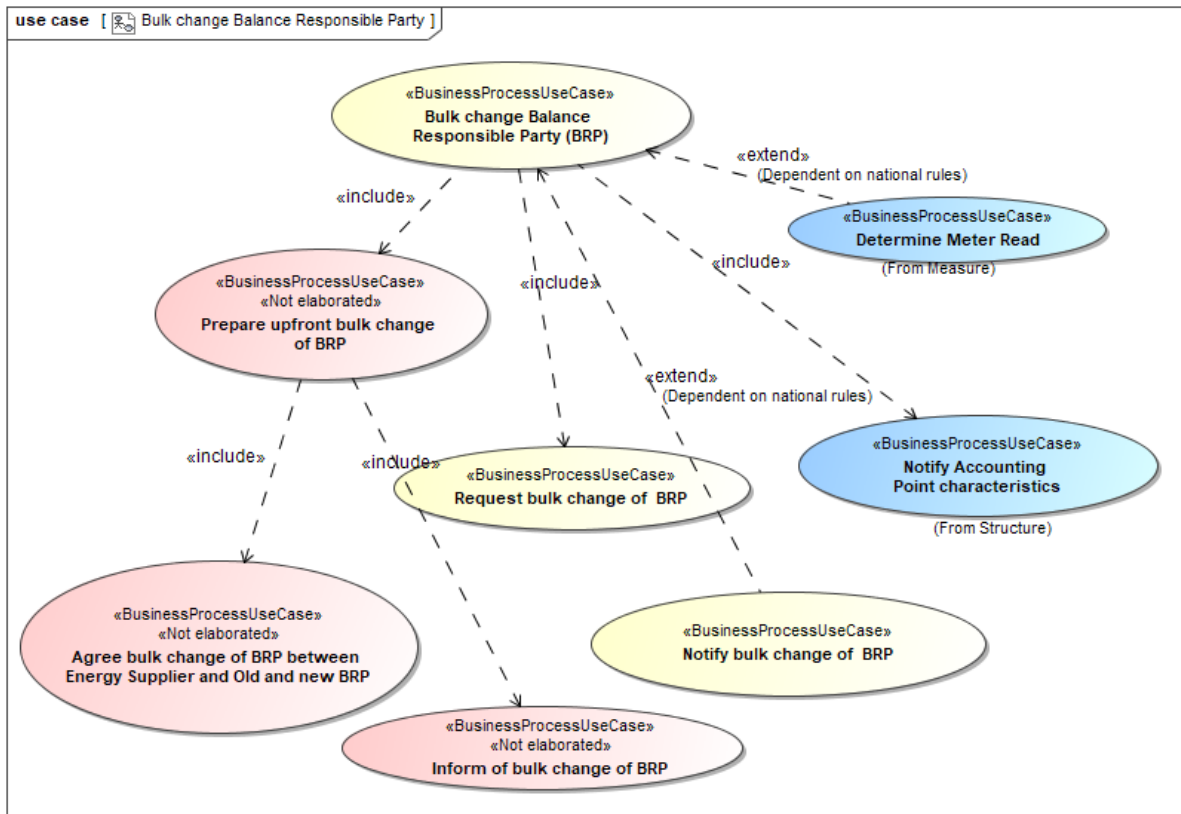 use case [ Bulk change Balance Responsible Party ]
«BusinessProcessUseCase»
Bulk change Balance
Responsible Party (BRP)
«extend»
(Dependent on national rules)
«include»
«BusinessProcessUseCase»
Determine Meter Read
(From Measure)
«include»
«include»
«BusinessProcessUseCase»
«Not elaborated»
Prepare upfront bulk change
of BRP
«extend»
(Dependent on national rules)
«BusinessProcessUseCase»
Notify Accounting
Point characteristics
(From Structure)
«include»
«include»
«BusinessProcessUseCase»
Request bulk change of BRP
«BusinessProcessUseCase»
«Not elaborated»
Agree bulk change of BRP between
Energy Supplier and Old and new BRP
«BusinessProcessUseCase»
Notify bulk change of BRP
«BusinessProcessUseCase»
«Not elaborated»
Inform of bulk change of BRP